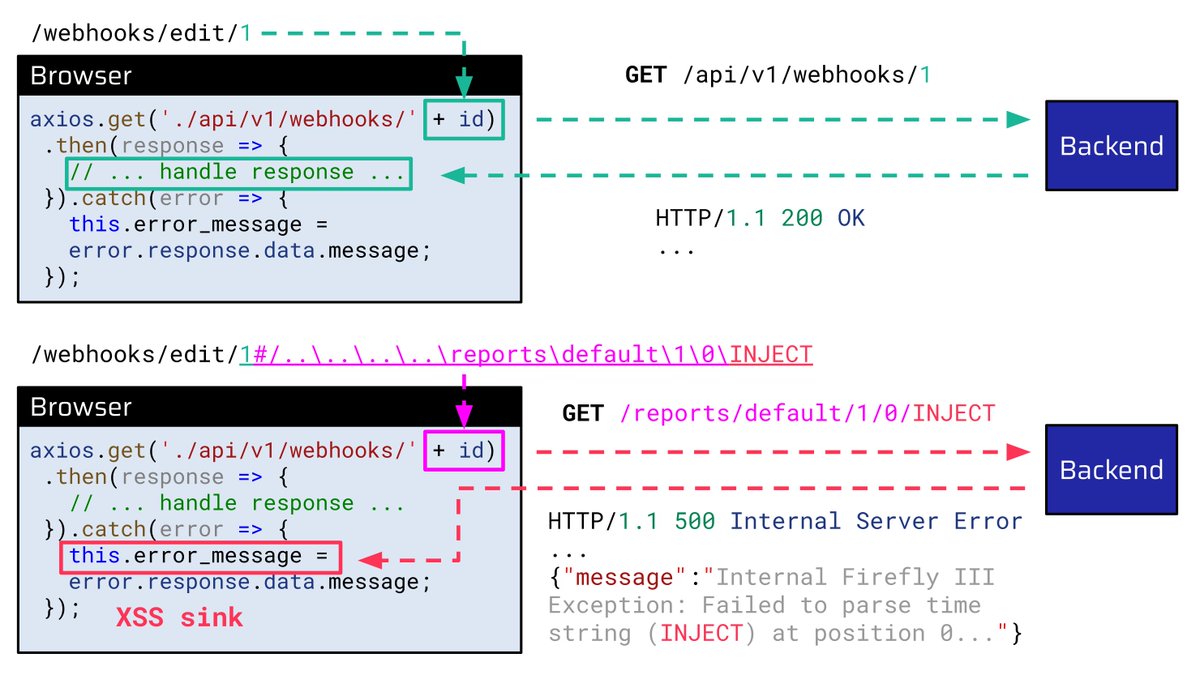 /webhooks/edit/1
Browser
axios.get('./api/v1/webhooks/' + id)
.then(response => {
// ... handle response ...
}).catch(error => {
this.error_message =
error.response.data.message;
});
GET /api/v1/webhooks/1
Backend
HTTP/1.1 200 OK
...
/webhooks/edit/1#/..\..\..\..\reports\default\1\0\INJECT
Browser
axios.get('./api/v1/webhooks/' + id)
.then(response => {
// ... handle response ...
}).catch(error => {
this.error_message =
error.response.data.message;
});
XSS sink
GET /reports/default/1/0/INJECT
Backend
HTTP/1.1 500 Internal Server Error
...
{"message":"Internal Firefly III
Exception: Failed to parse time
string (INJECT) at position 0..."}